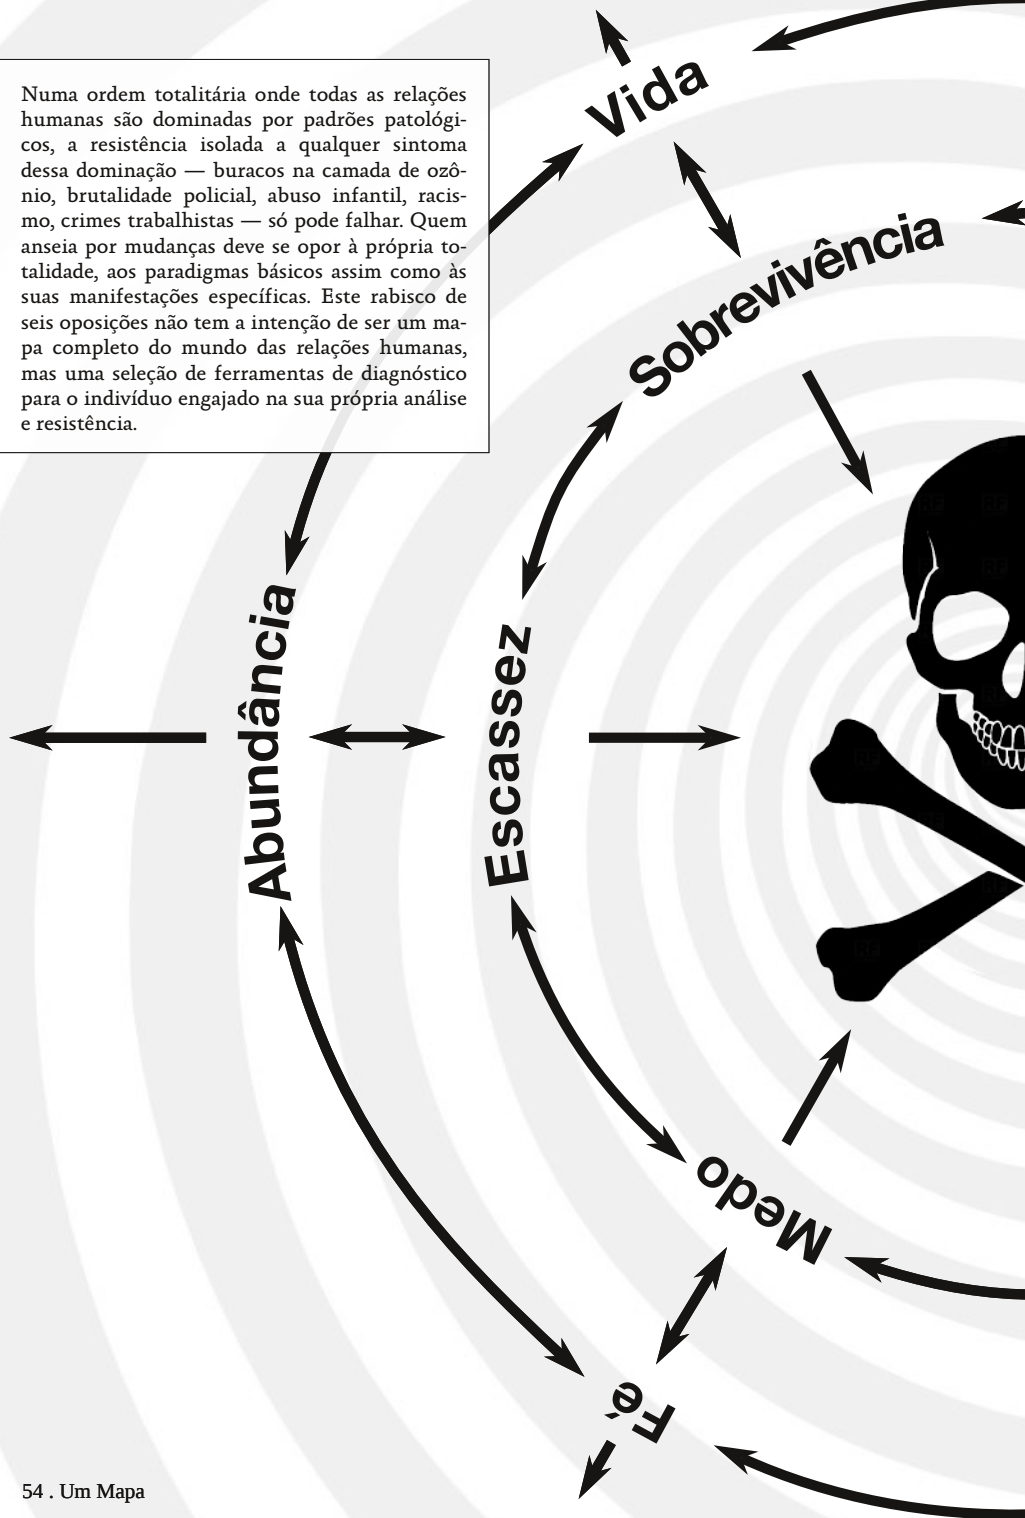 Vida
Numa ordem totalitária onde todas as relações
humanas são dominadas por padrões patológi-
cos, a resistência isolada a qualquer sintoma
dessa dominação — buracos na camada de ozô-
nio, brutalidade policial, abuso infantil, racis-
mo, crimes trabalhistas — só pode falhar. Quem
anseia por mudanças deve se opor à própria to-
talidade, aos paradigmas básicos assim como às
suas manifestações específicas. Este rabisco de
seis oposições não tem a intenção de ser um ma-
pa completo do mundo das relações humanas,
mas uma seleção de ferramentas de diagnóstico
para o indivíduo engajado na sua própria análise
e resistência.
Sobrevivência
Abundância
Escassez
Medo
Fé
54 . Um Mapa